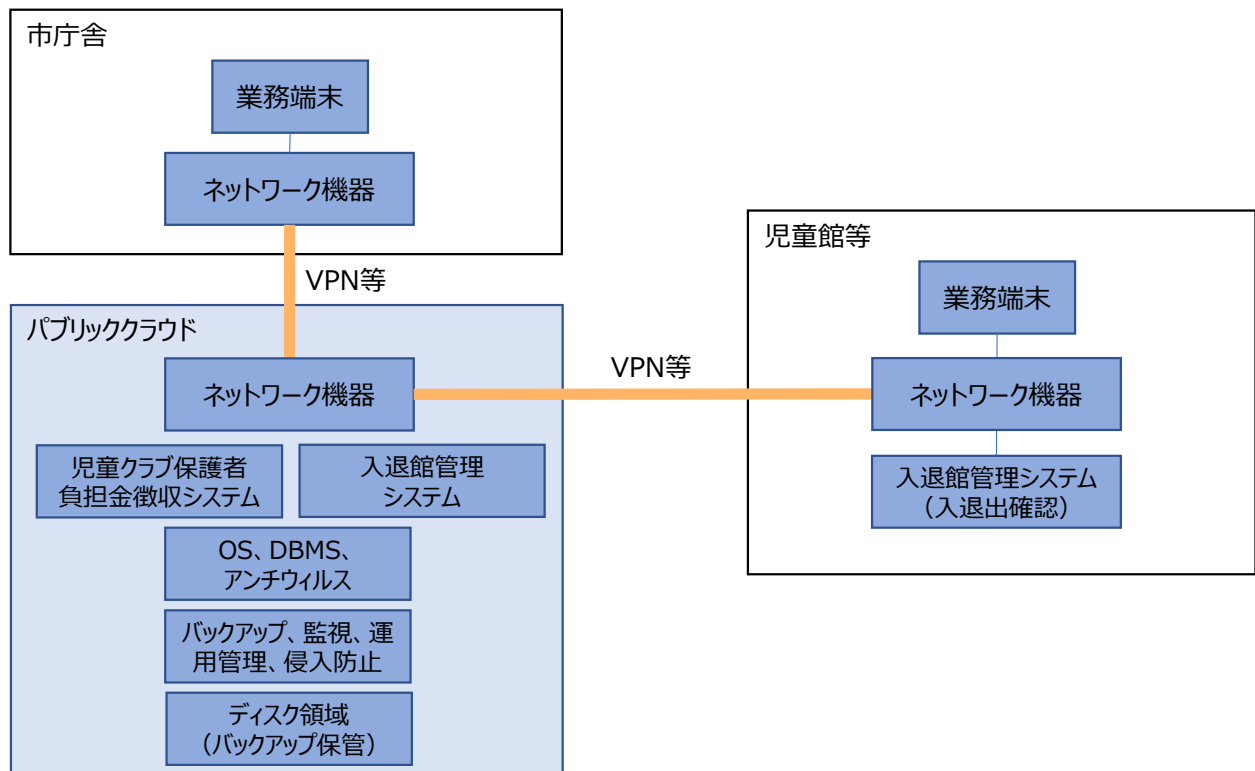 市庁舎
業務端末
ネットワーク機器
VPN等
パブリッククラウド
ネットワーク機器
児童クラブ保護者
負担金徴収システム
入退館管理
システム
OS、DBMS、
アンチウィルス
バックアップ、監視、運
用管理、侵入防止
ディスク領域
（バックアップ保管）
VPN等
児童館等
業務端末
ネットワーク機器
入退館管理システム
（入退出確認）